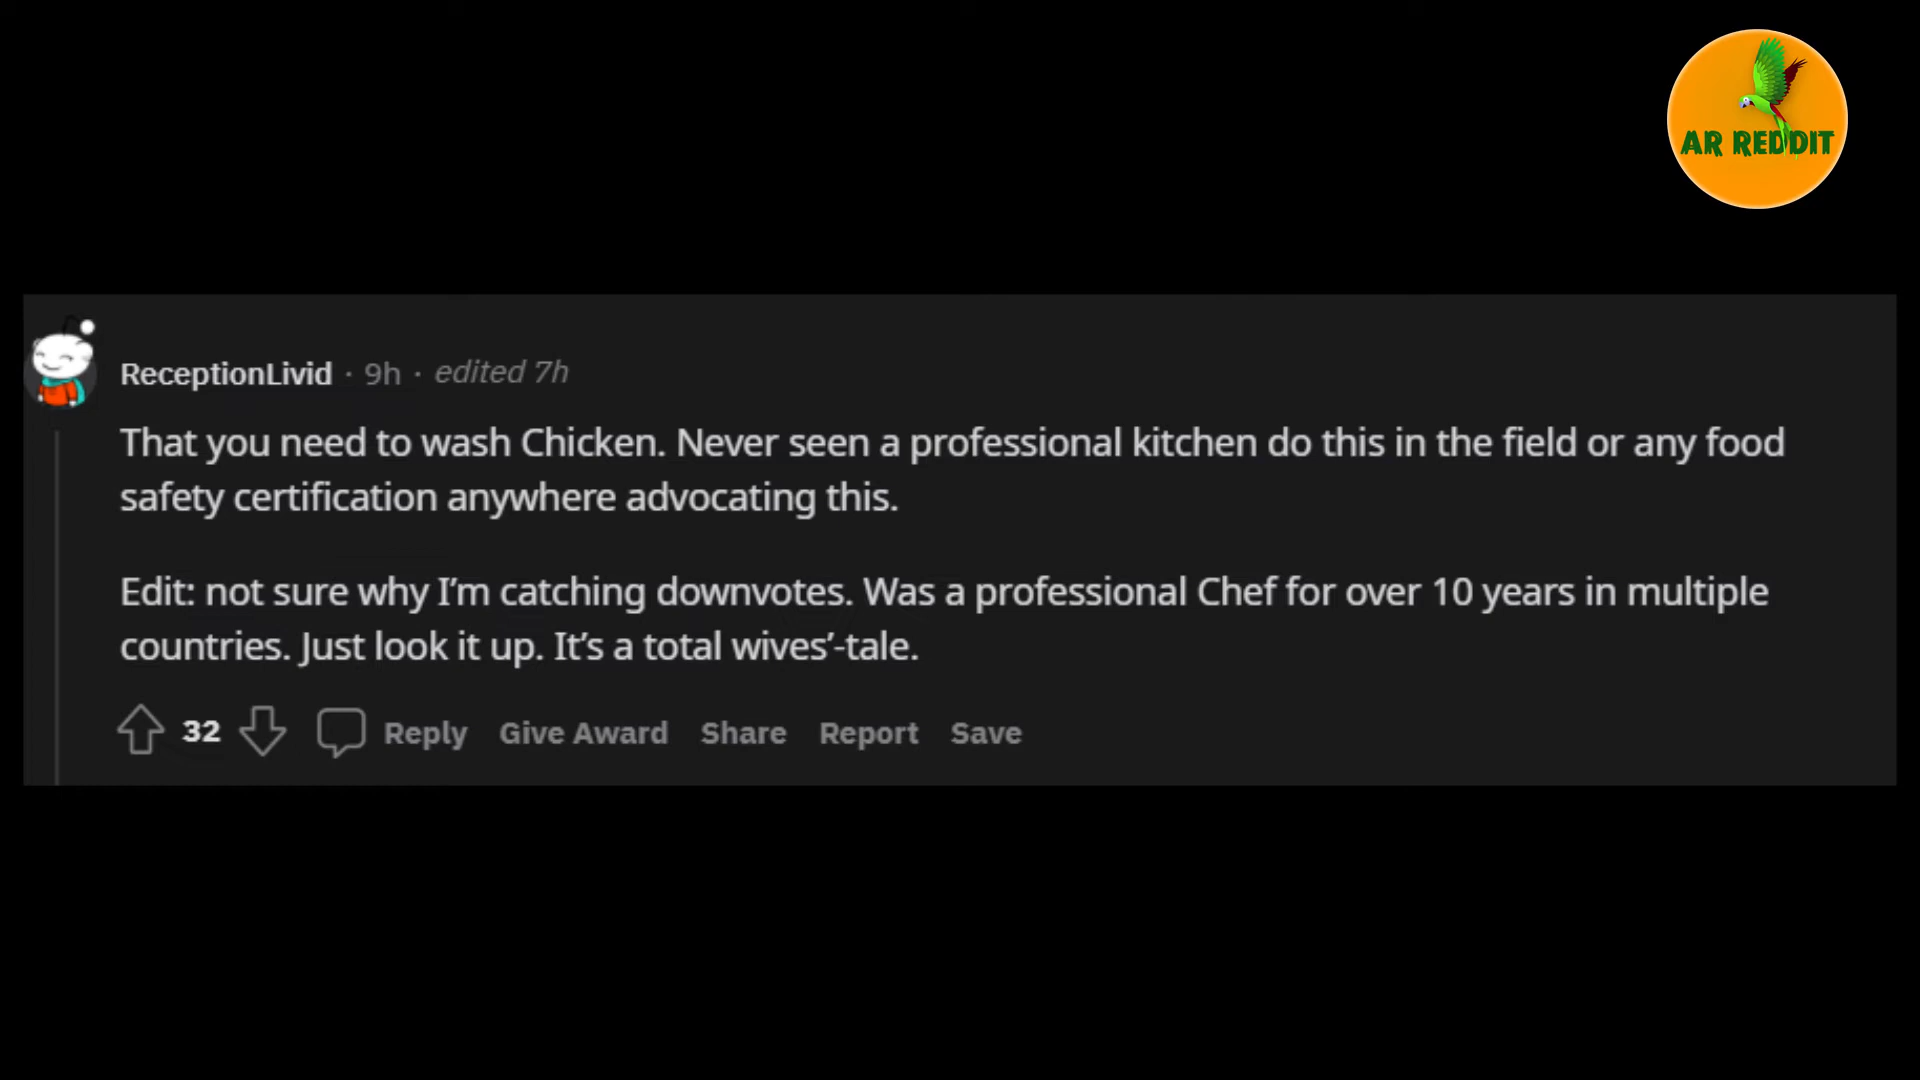 AR REDDIT
ReceptionLivid · 9h · edited 7h
That you need to wash Chicken. Never seen a professional kitchen do this in the field or any food
safety certification anywhere advocating this.
Edit: not sure why I’m catching downvotes. Was a professional Chef for over 10 years in multiple
countries. Just look it up. It’s a total wives’-tale.
32 Reply Give Award Share Report Save